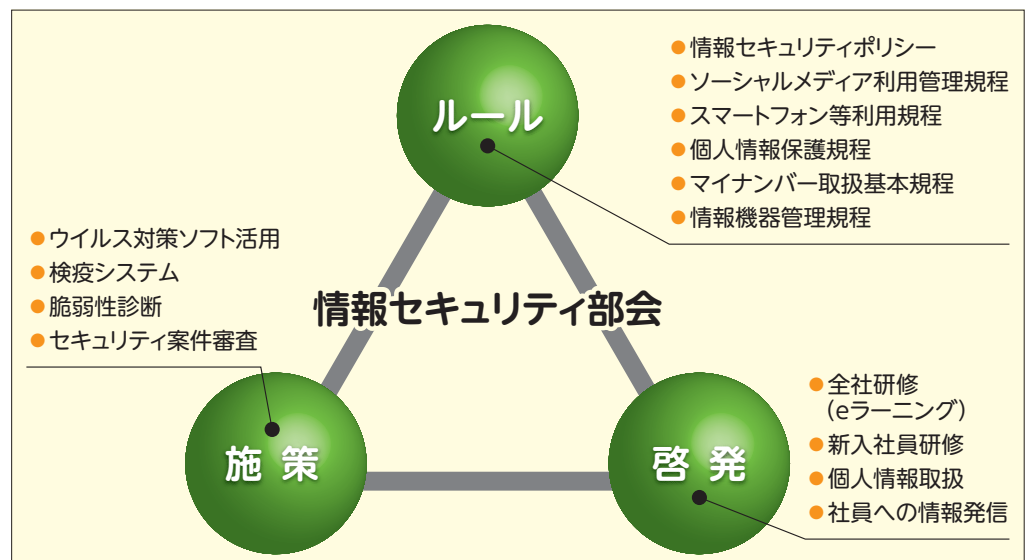 ルール
●情報セキュリティポリシー
●ソーシャルメディア利用管理規程
●スマートフォン等利用規程
●個人情報保護規程
●マイナンバー取扱基本規程
●情報機器管理規程
●ウイルス対策ソフト活用
●検疫システム
●脆弱性診断
●セキュリティ案件審査
情報セキュリティ部会
施策
啓発
●全社研修
(eラーニング)
●新入社員研修
●個人情報取扱
●社員への情報発信